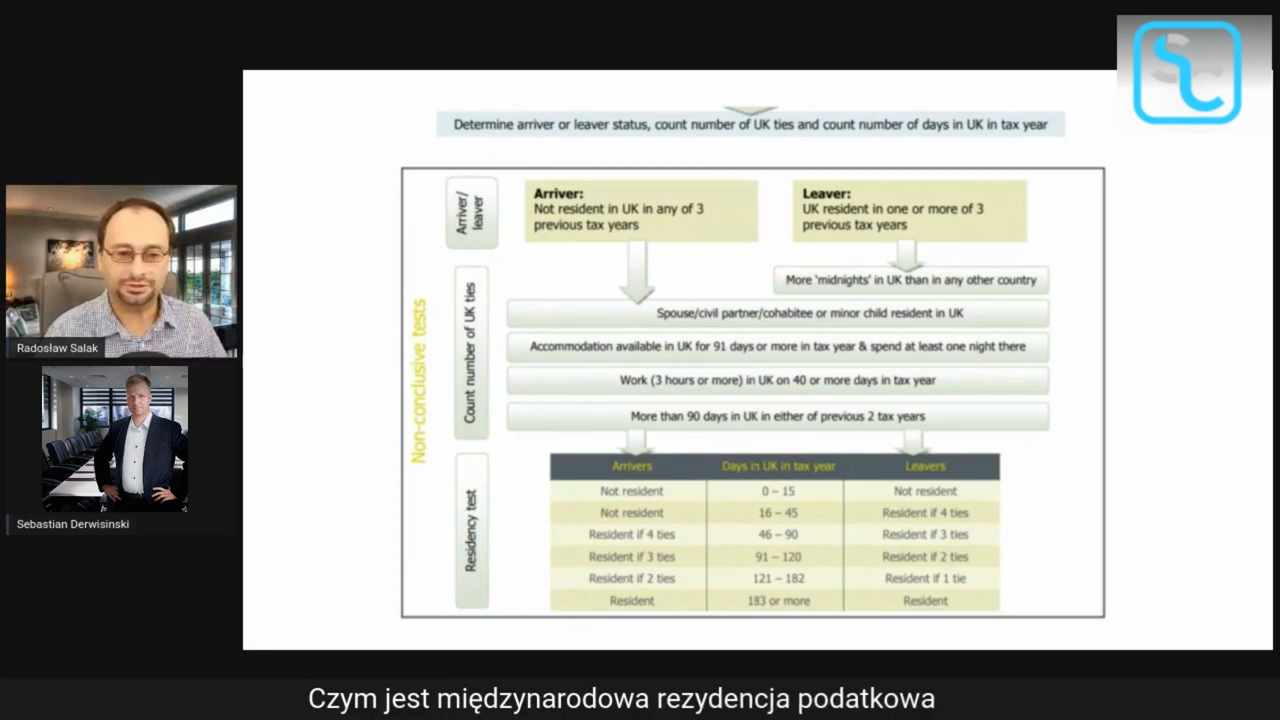 Determine arriver or leaver status, count number of UK ties and count number of days in UK in tax year
Arriver/
leaver
Arriver:
Not resident in UK in any of 3
previous tax years
Leaver:
UK resident in one or more of 3
previous tax years
Non-conclusive tests
Count number of UK ties
More 'midnights' in UK than in any other country
Spouse/civil partner/cohabitee or minor child resident in UK
Accommodation available in UK for 91 days or more in tax year & spend at least one night there
Work (3 hours or more) in UK on 40 or more days in tax year
More than 90 days in UK in either of previous 2 tax years
Residency test
Arrivers Days in UK in tax year Leavers
Not resident 0 – 15 Not resident
Not resident 16 – 45 Resident if 4 ties
Resident if 4 ties 46 – 90 Resident if 3 ties
Resident if 3 ties 91 – 120 Resident if 2 ties
Resident if 2 ties 121 – 182 Resident if 1 tie
Resident 183 or more Resident
Radosław Salak
Sebastian Derwisinski
Czym jest międzynarodowa rezydencja podatkowa